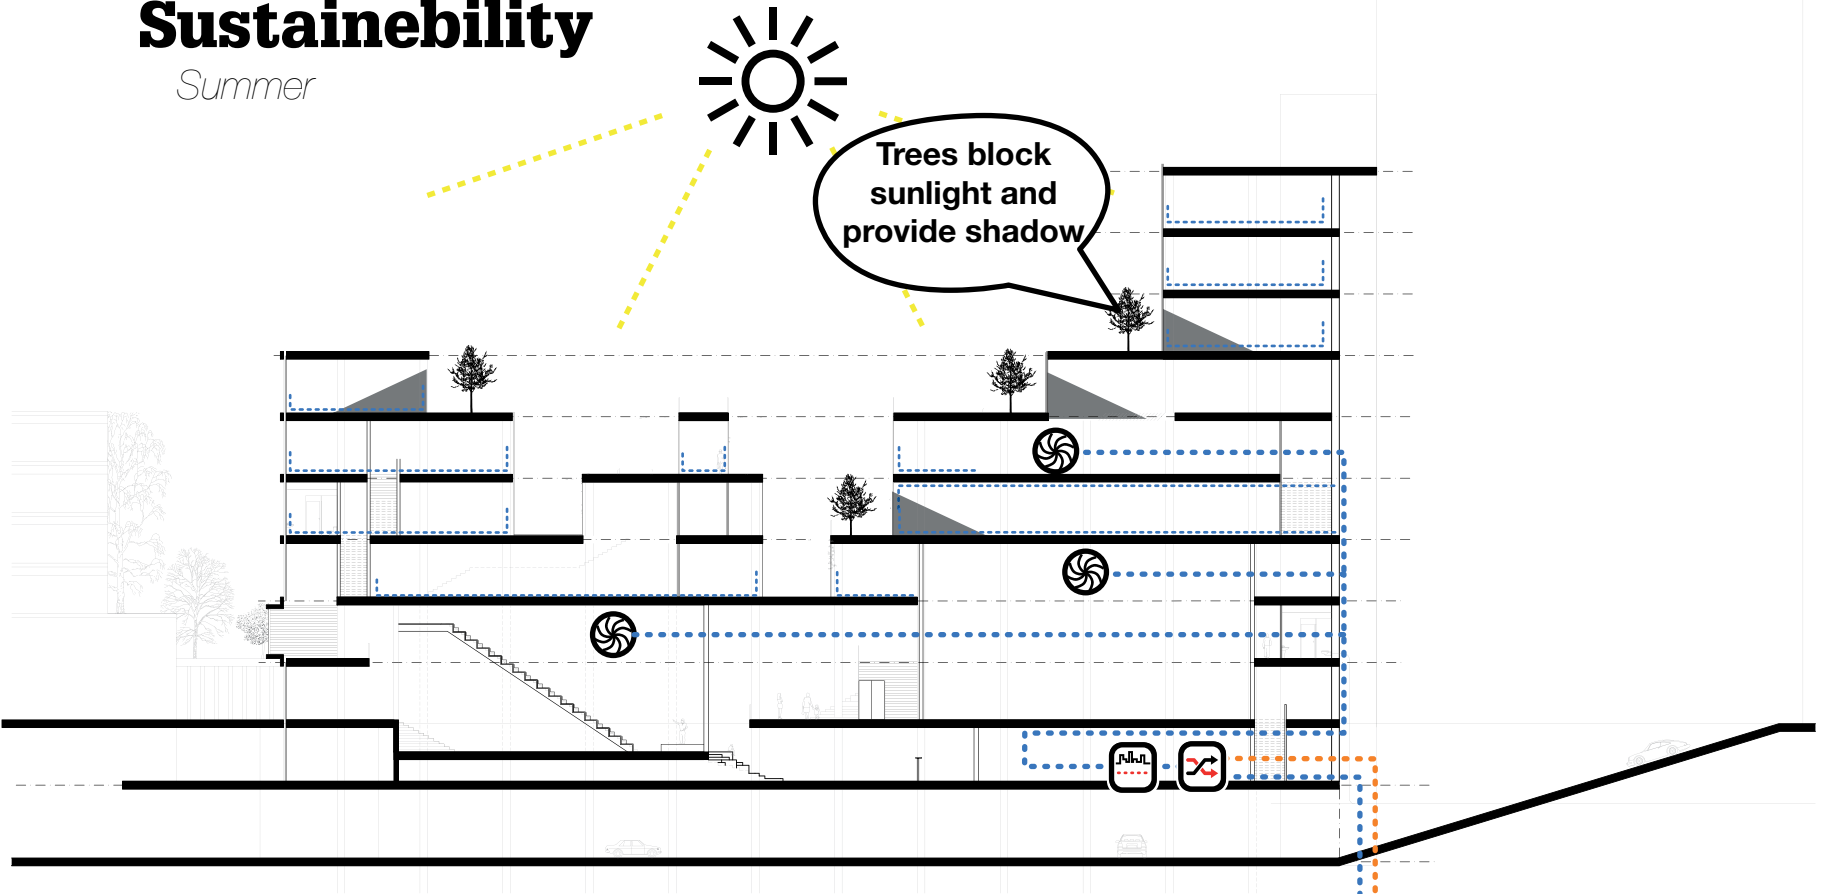 Sustainebility
Summer
Trees block
sunlight and
provide shadow